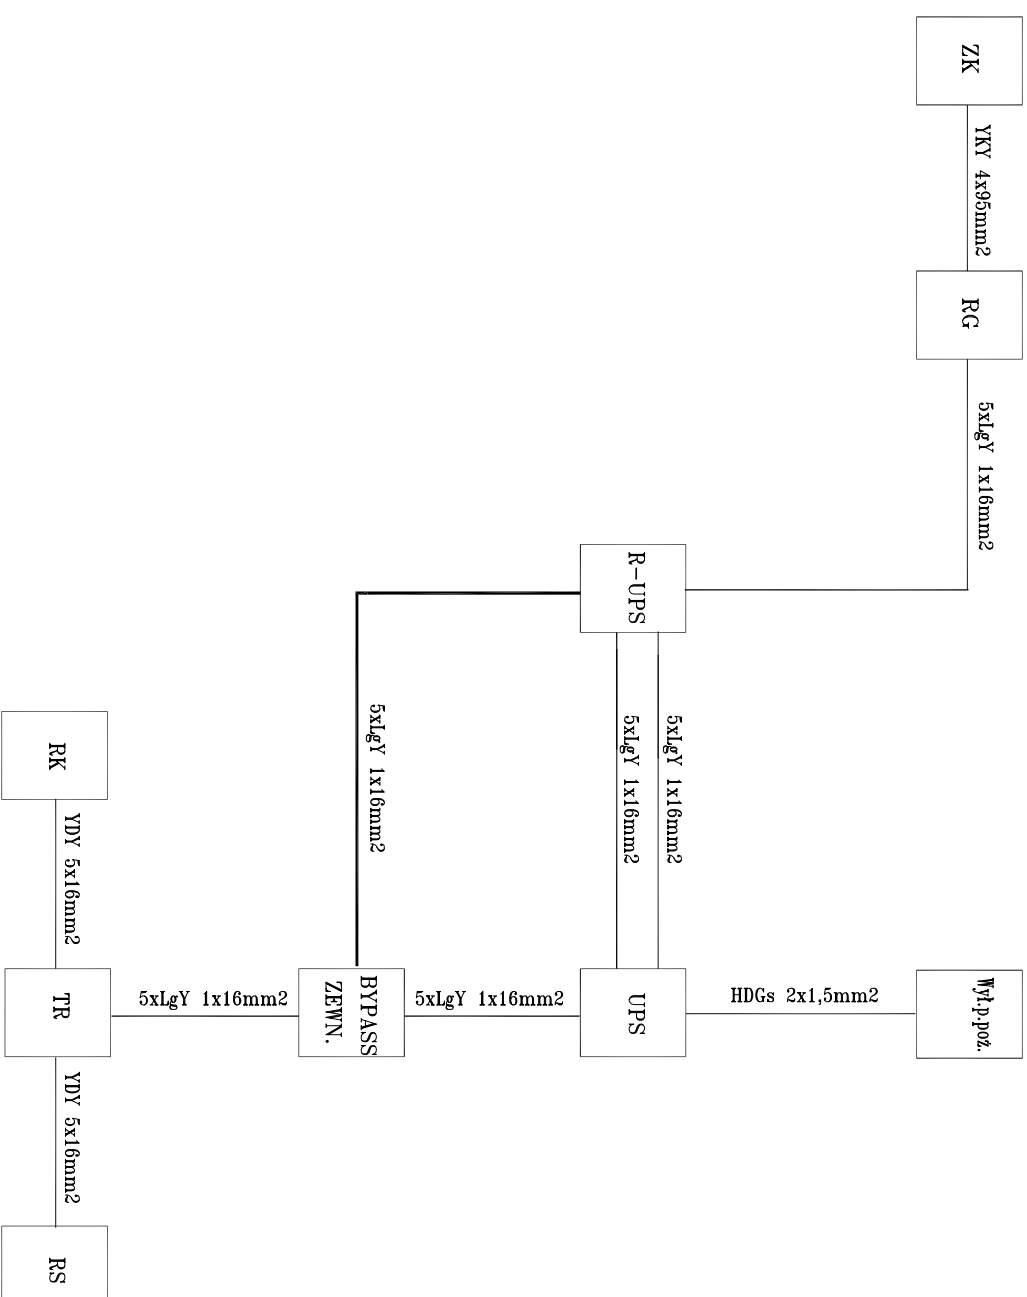 ZK
YKY 4x95mm2
RG
5xLgY 1x16mm2
R-UPS
5xLgY 1x16mm2
5xLgY 1x16mm2
5xLgY 1x16mm2
RK
YDY 5x16mm2
TR
5xLgY 1x16mm2
BYPASS
ZEWN.
5xLgY 1x16mm2
UPS
HDGs 2x1,5mm2
Wył.p.poż.
YDY 5x16mm2
RS